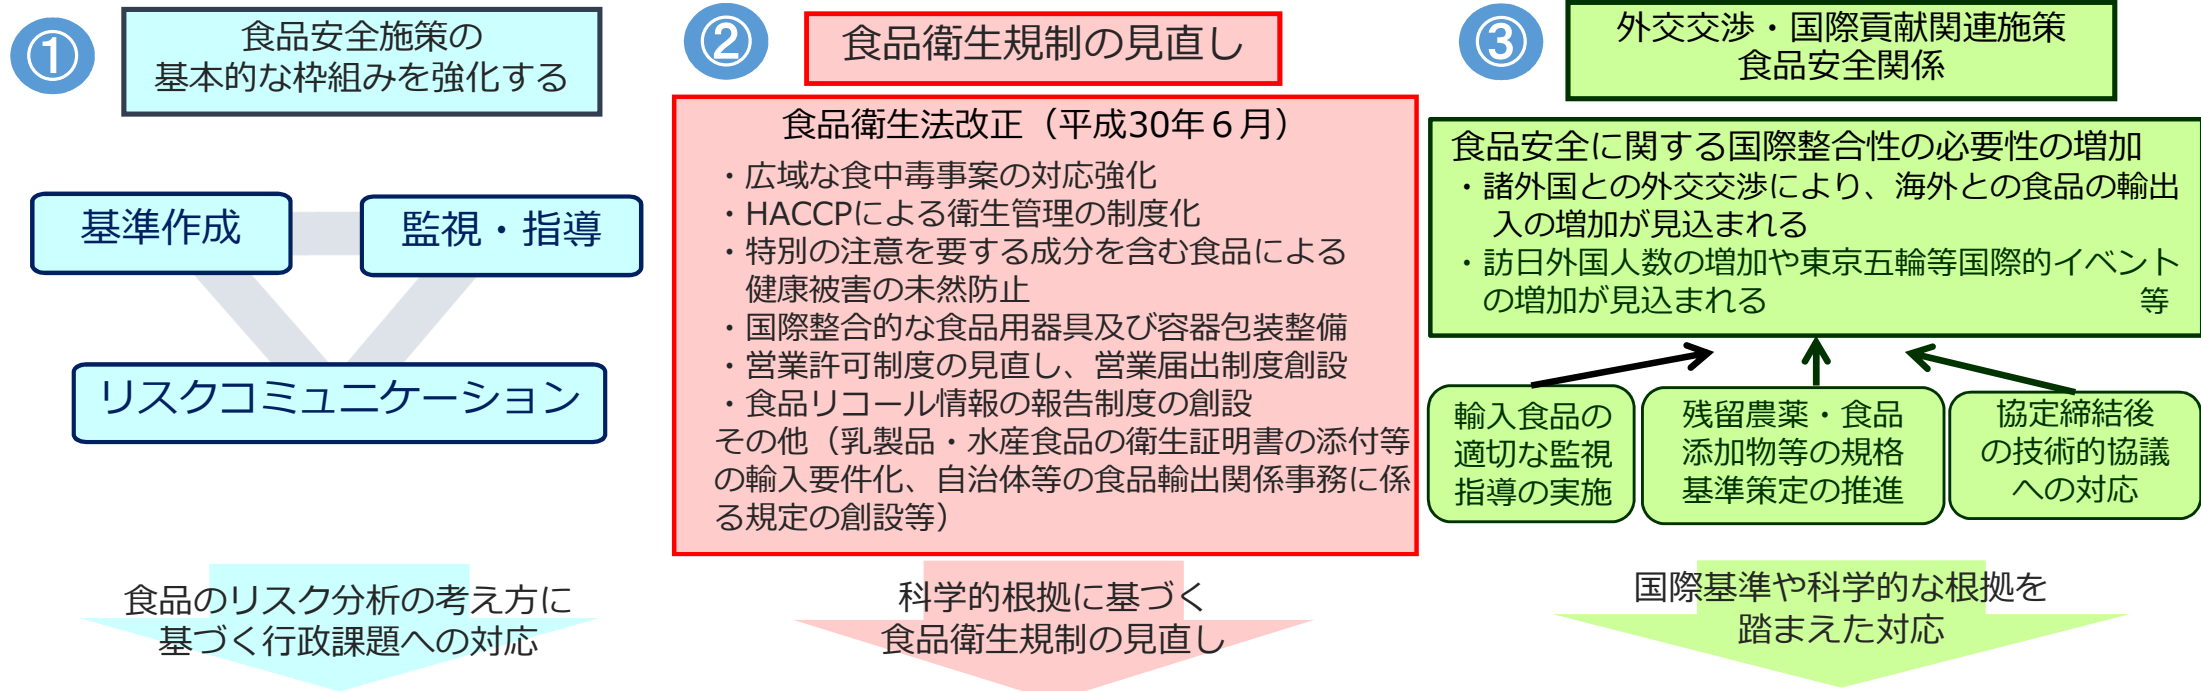 ①
食品安全施策の
基本的な枠組みを強化する
基準作成
監視・指導
リスクコミュニケーション
食品のリスク分析の考え方に
基づく行政課題への対応
②
食品衛生規制の見直し
食品衛生法改正（平成30年６月）
・広域な食中毒事案の対応強化
・HACCPによる衛生管理の制度化
・特別の注意を要する成分を含む食品による
健康被害の未然防止
・国際整合的な食品用器具及び容器包装整備
・営業許可制度の見直し、営業届出制度創設
・食品リコール情報の報告制度の創設
その他（乳製品・水産食品の衛生証明書の添付等
の輸入要件化、自治体等の食品輸出関係事務に係
る規定の創設等）
科学的根拠に基づく
食品衛生規制の見直し
③
外交交渉・国際貢献関連施策
食品安全関係
食品安全に関する国際整合性の必要性の増加
・諸外国との外交交渉により、海外との食品の輸出
入の増加が見込まれる
・訪日外国人数の増加や東京五輪等国際的イベント
の増加が見込まれる 等
輸入食品の
適切な監視
指導の実施
残留農薬・食品
添加物等の規格
基準策定の推進
協定締結後
の技術的協議
への対応
国際基準や科学的な根拠を
踏まえた対応